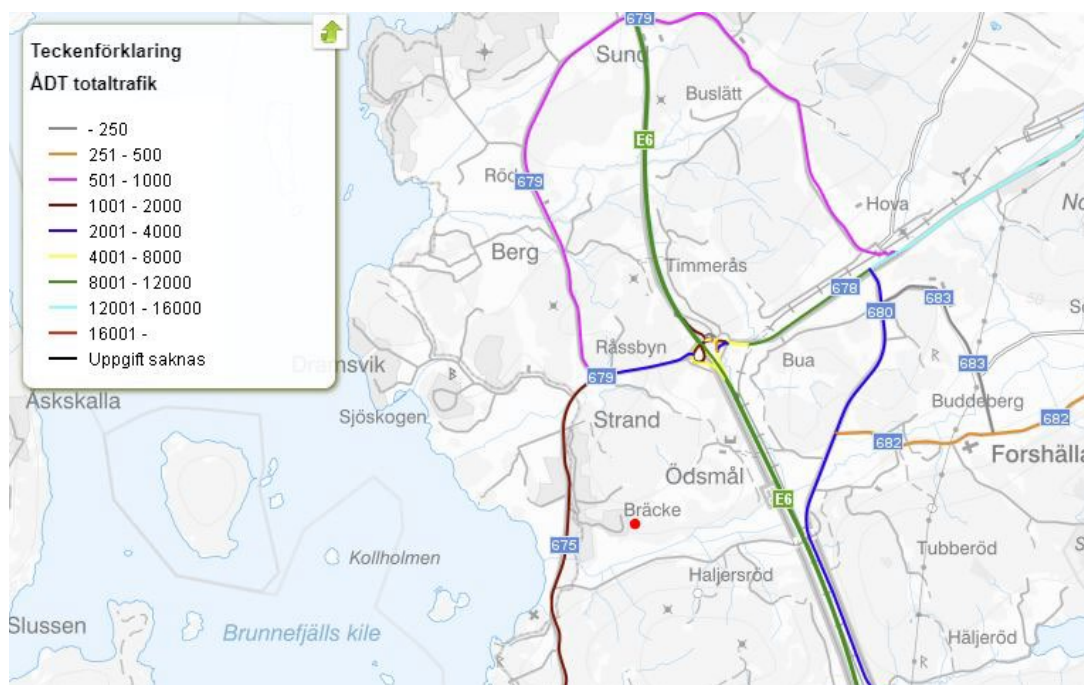 Teckenförklaring
ÅDT totaltrafik
- 250
251 - 500
501 - 1000
1001 - 2000
2001 - 4000
4001 - 8000
8001 - 12000
12001 - 16000
16001 -
Uppgift saknas
679
Sund
Buslätt
E6
679
Hova
Berg
Timmerås
678
683
680
Råssbyn
Bua
683
Dramsvik
679
Buddeberg
Askskalla
Sjöskogen
Strand
682
682
Forshälla
Ödsmål
E6
Bräcke
675
Kollholmen
Tubberöd
Haljersröd
Slussen
Brunnefjälls kile
Häljeröd